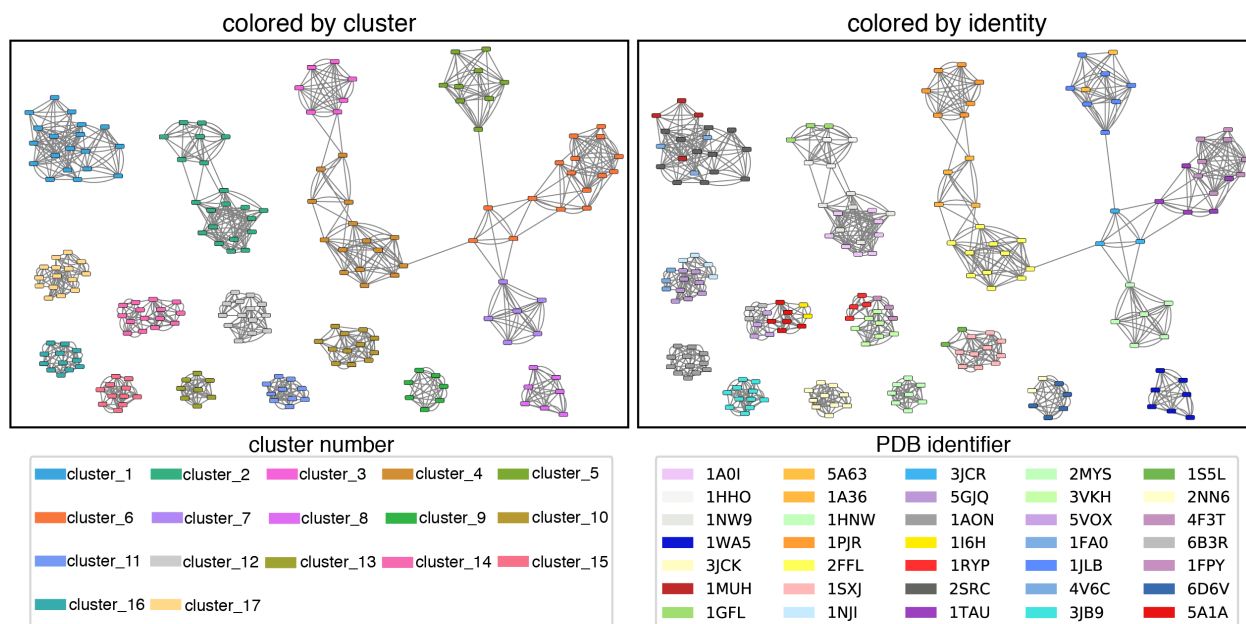 colored by cluster
colored by identity
cluster number
cluster_1 cluster_2 cluster_3 cluster_4 cluster_5
cluster_6 cluster_7 cluster_8 cluster_9 cluster_10
cluster_11 cluster_12 cluster_13 cluster_14 cluster_15
cluster_16 cluster_17
PDB identifier
1A0I 5A63 3JCR 2MYS 1S5L
1HHO 1A36 5GJQ 3VKH 2NN6
1NW9 1HNW 1AON 5VOX 4F3T
1WA5 1PJR 1I6H 1FA0 6B3R
3JCK 2FFL 1RYP 1JLB 1FPY
1MUH 1SXJ 2SRC 4V6C 6D6V
1GFL 1NJI 1TAU 3JB9 5A1A